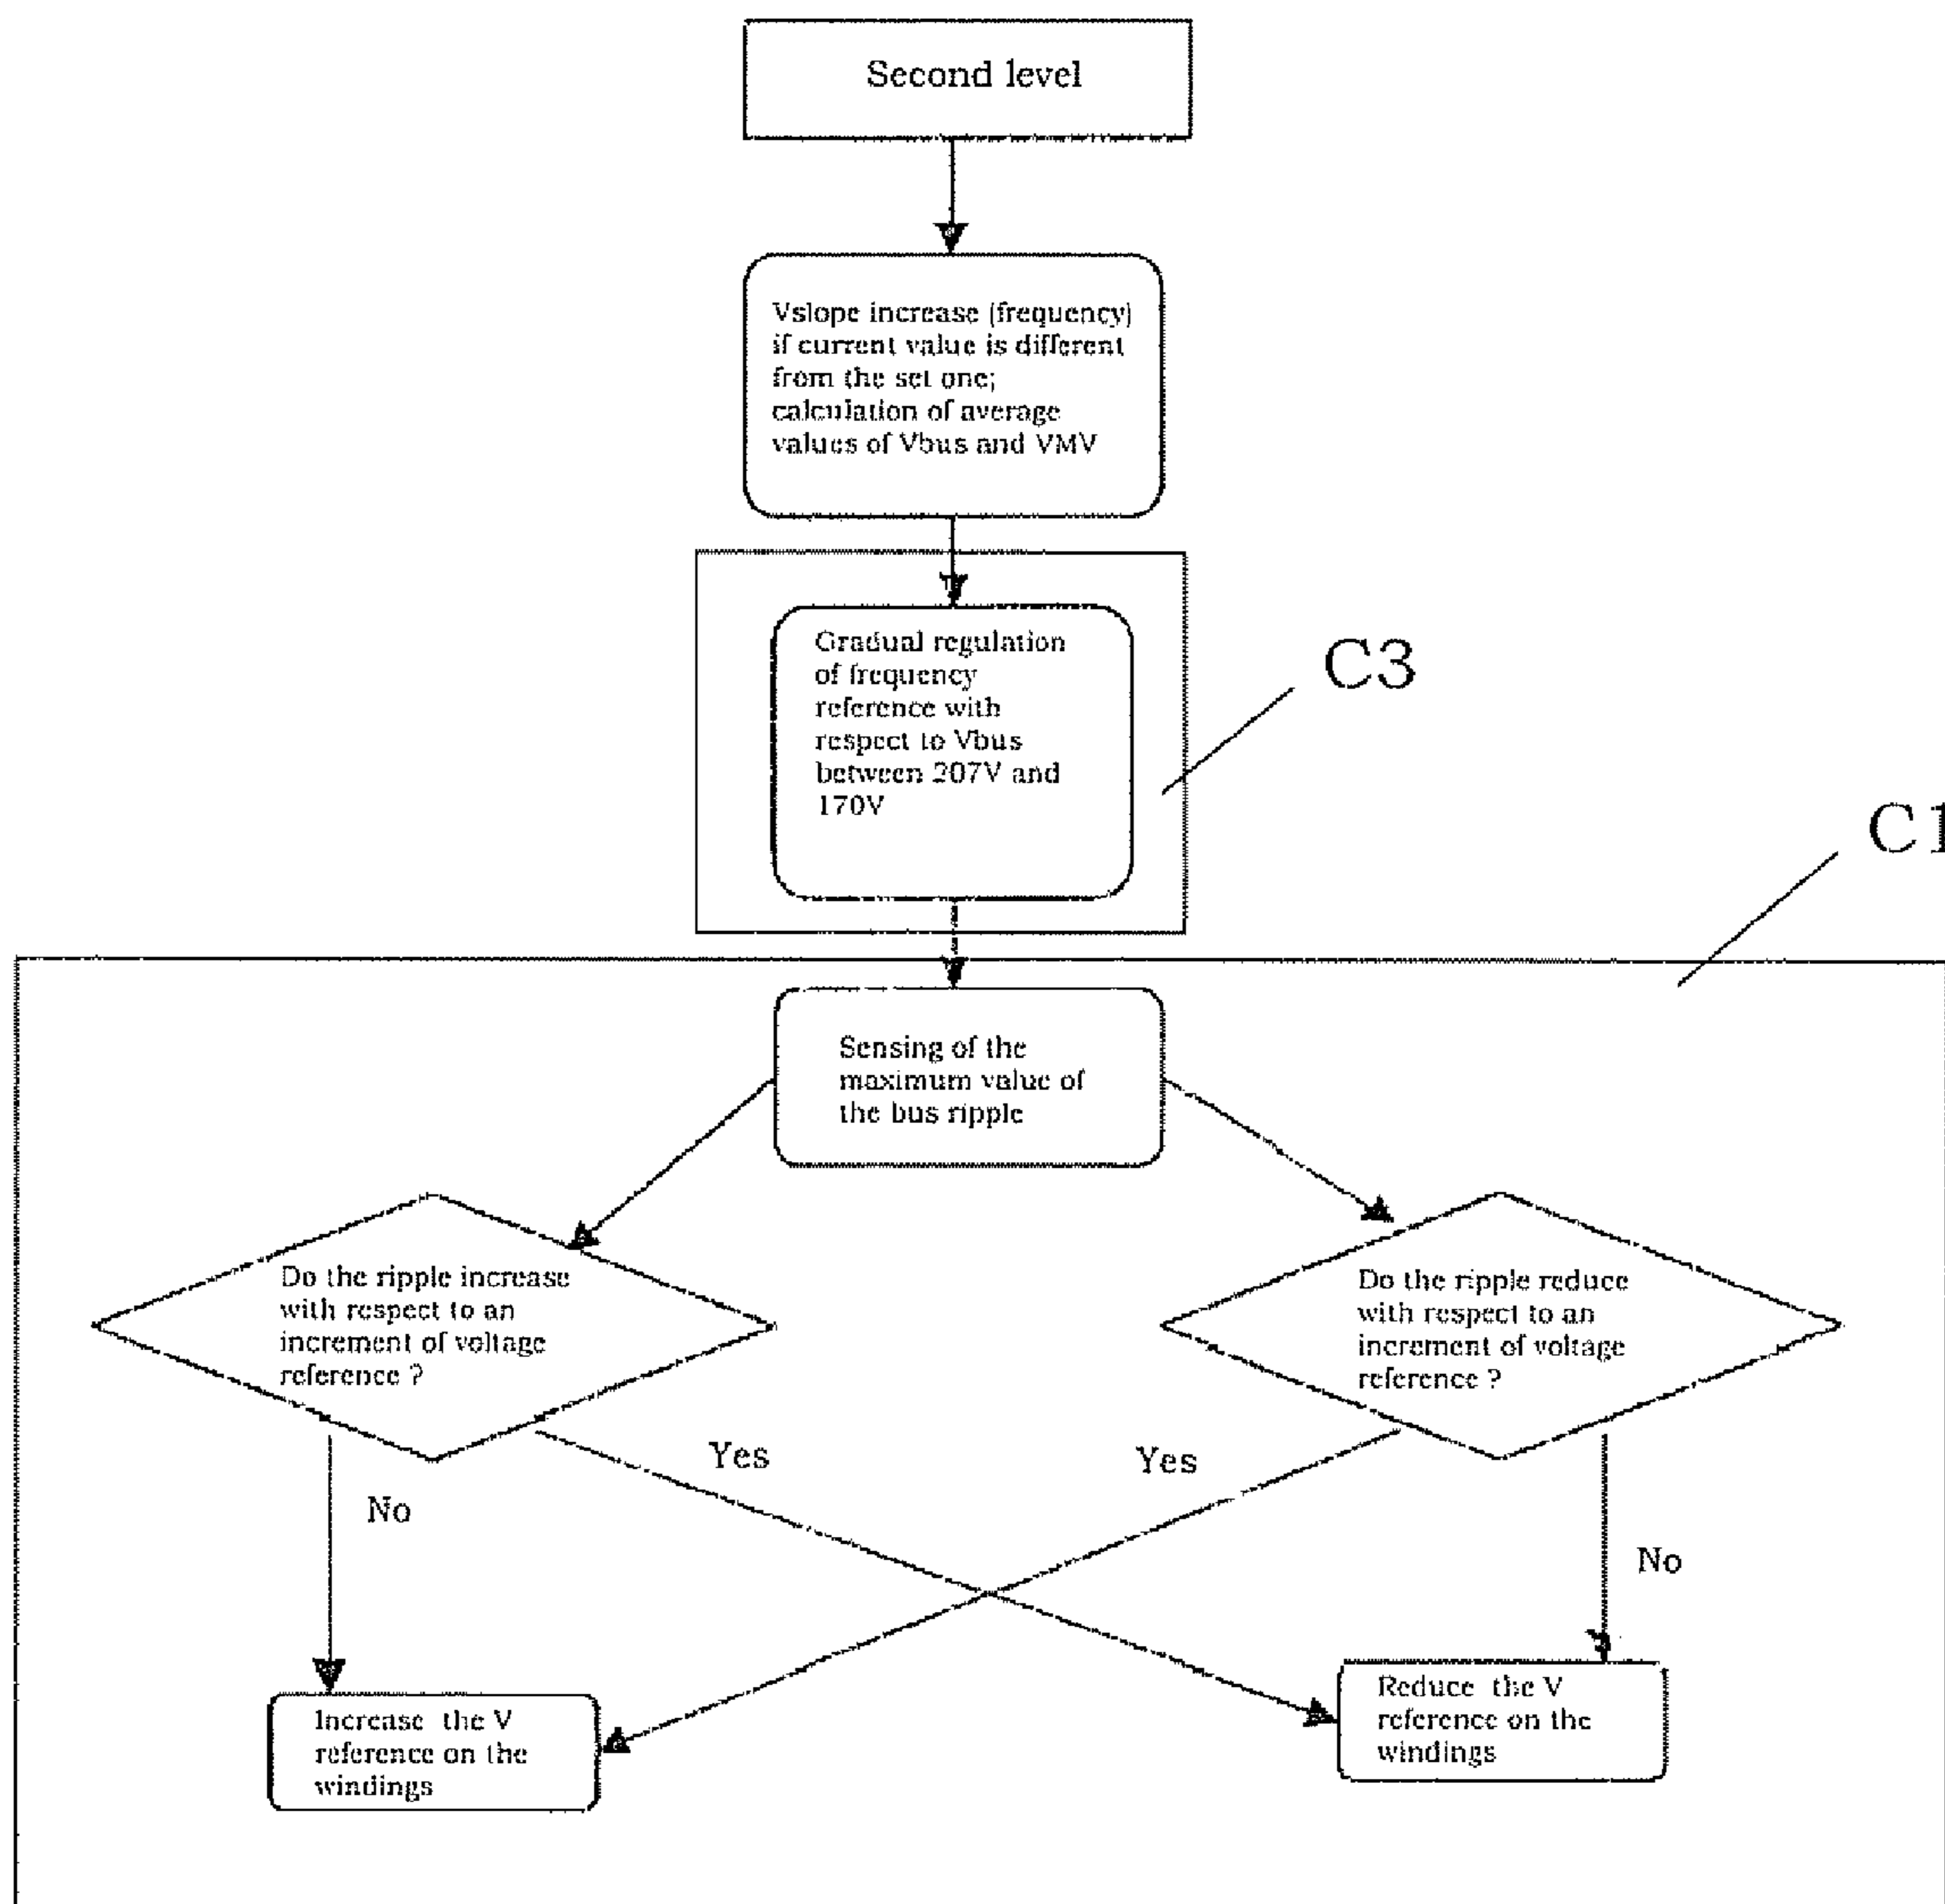 Second level
Vslope increase (frequency)
if current value is different
from the set one;
calculation of average
values of Vbus and VMV
Gradual regulation
of frequency
reference with
respect to Vbus
between 207V and
170V
C3
C1
Sensing of the
maximum value of
the bus ripple
Do the ripple increase
with respect to an
increment of voltage
reference ?
Do the ripple reduce
with respect to an
increment of voltage
reference ?
Yes
Yes
No
No
Increase the V
reference on the
windings
Reduce the V
reference on the
windings